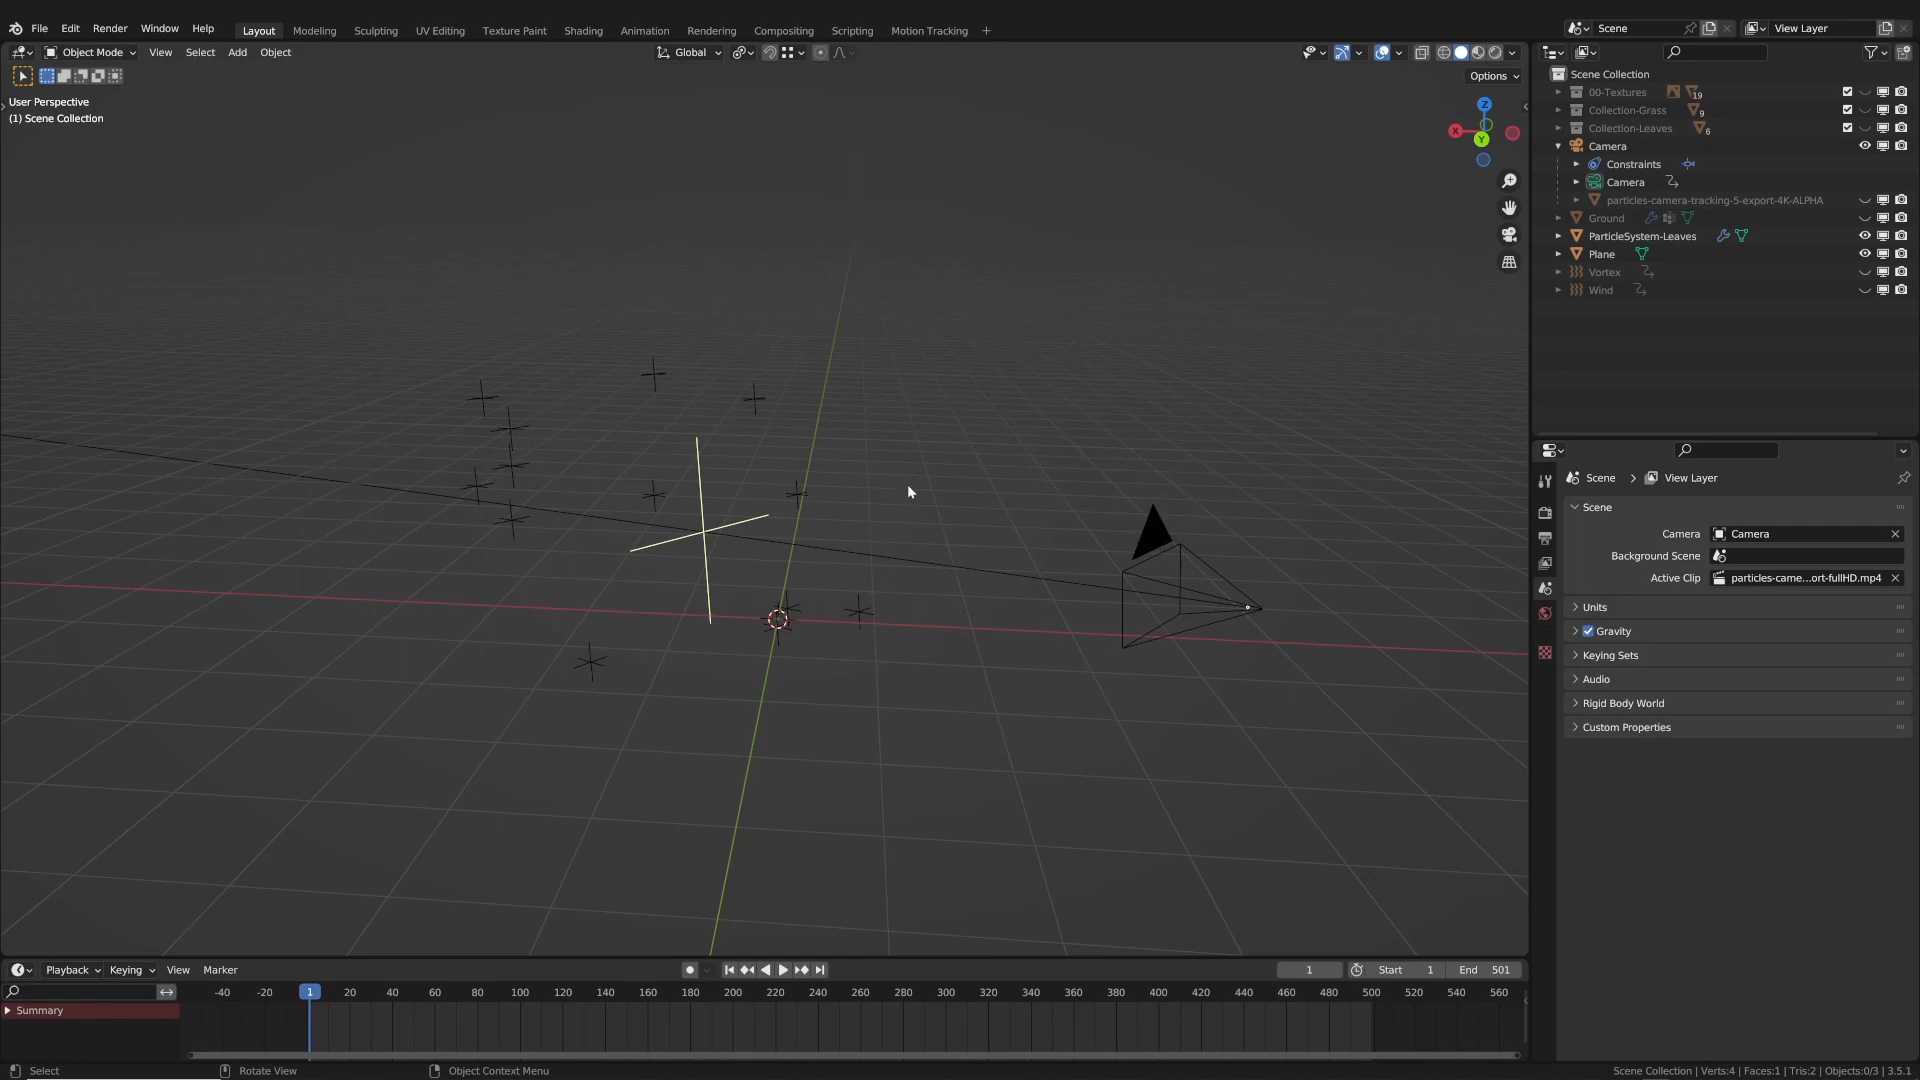 File Edit Render Window Help Layout Modeling Sculpting UV Editing Texture Paint Shading Animation Rendering Compositing Scripting Motion Tracking + Scene View Layer
Object Mode View Select Add Object Global
Options
User Perspective
(1) Scene Collection
Z
X
Y
Scene Collection
00-Textures 19
Collection-Grass 9
Collection-Leaves 6
Camera
Constraints
Camera
particles-camera-tracking-5-export-4K-ALPHA
Ground
ParticleSystem-Leaves
Plane
Vortex
Wind
Scene > View Layer
Scene
Camera Camera
Background Scene
Active Clip particles-came...ort-fullHD.mp4
Units
Gravity
Keying Sets
Audio
Rigid Body World
Custom Properties
Playback Keying View Marker 1 Start 1 End 501
-40 -20 1 20 40 60 80 100 120 140 160 180 200 220 240 260 280 300 320 340 360 380 400 420 440 460 480 500 520 540 560
Summary
Select Rotate View Object Context Menu Scene Collection | Verts:4 | Faces:1 | Tris:2 | Objects:0/3 | 3.5.1